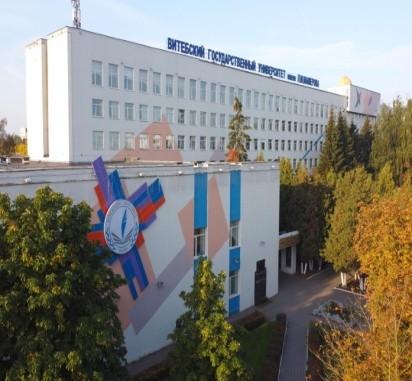 ВИТЕБСКИЙ ГОСУДАРСТВЕННЫЙ УНИВЕРСИТЕТ имени П.М.МАШЕРОВА